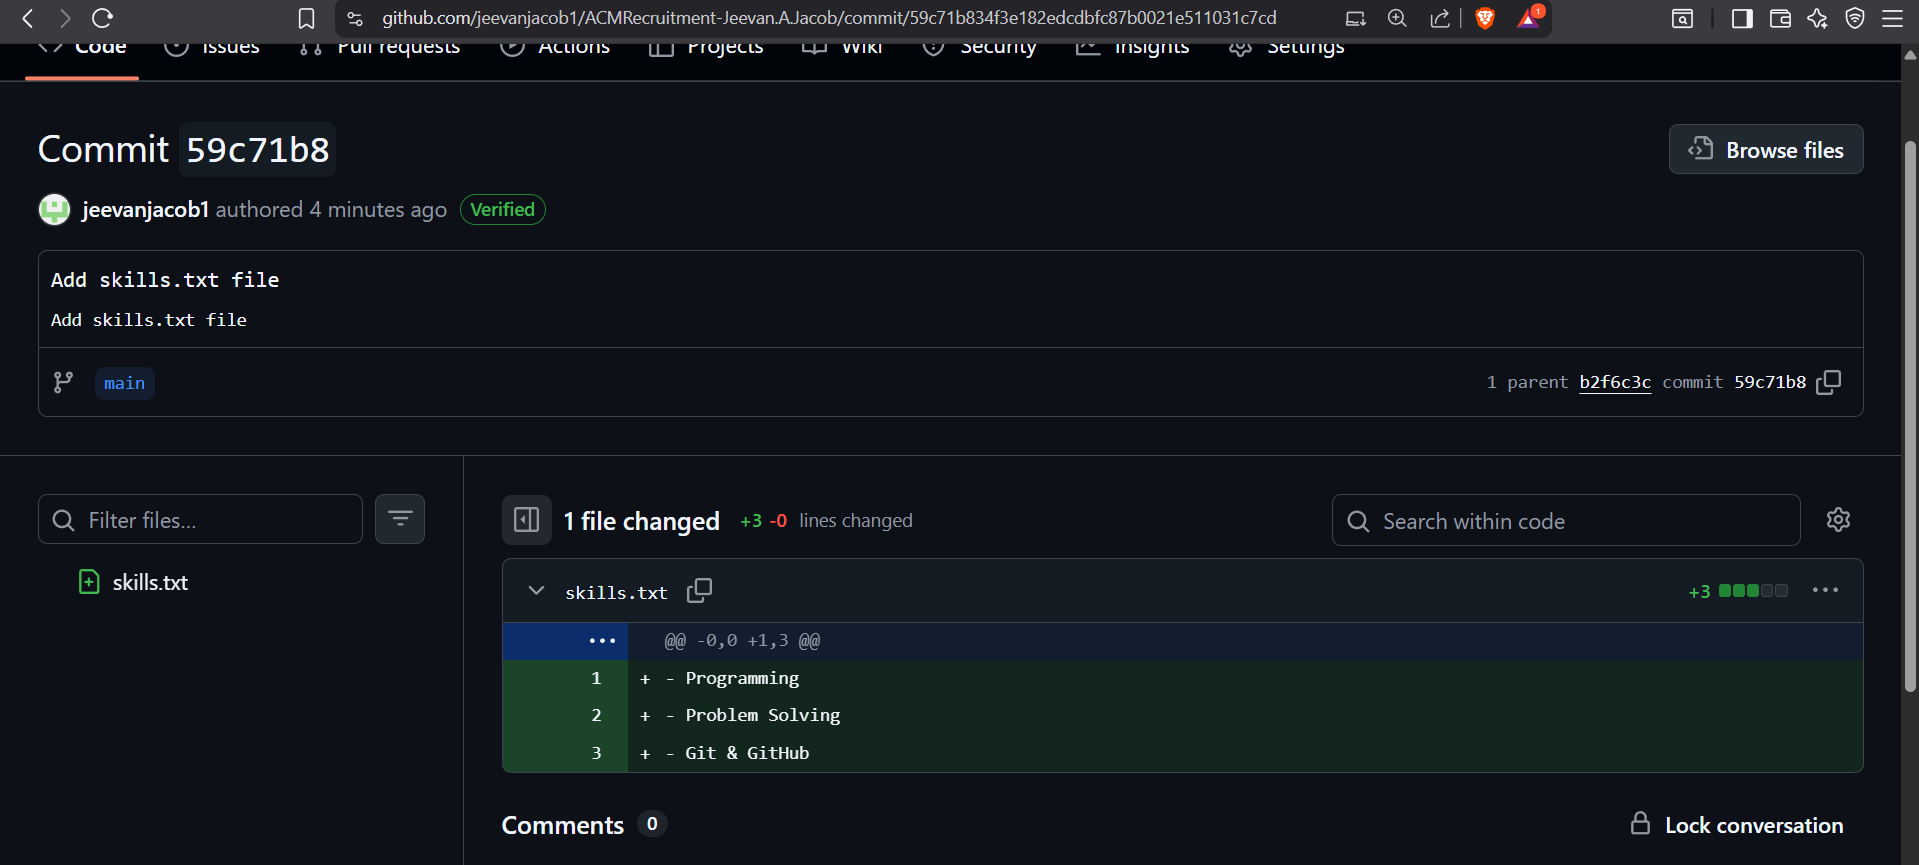 github.com/jeevanjacob1/ACMRecruitment-Jeevan.A.Jacob/commit/59c71b834f3e182edcdbfc87b0021e511031c7cd
1
Code Issues Pull requests Actions Projects Wiki Security Insights Settings
Commit 59c71b8
Browse files
jeevanjacob1 authored 4 minutes ago Verified
Add skills.txt file
Add skills.txt file
main
1 parent b2f6c3c commit 59c71b8
Filter files...
skills.txt
1 file changed +3 -0 lines changed
Search within code
skills.txt
+3
@@ -0,0 +1,3 @@
1 + - Programming
2 + - Problem Solving
3 + - Git & GitHub
Comments 0
Lock conversation